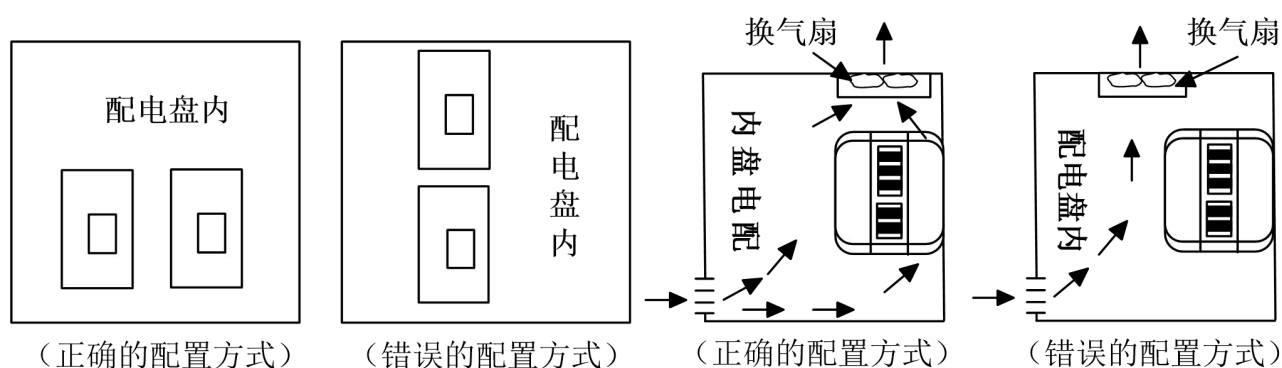 配电盘内
（正确的配置方式）
配电盘内
（错误的配置方式）
换气扇
内盘电配
（正确的配置方式）
换气扇
配电盘内
（错误的配置方式）